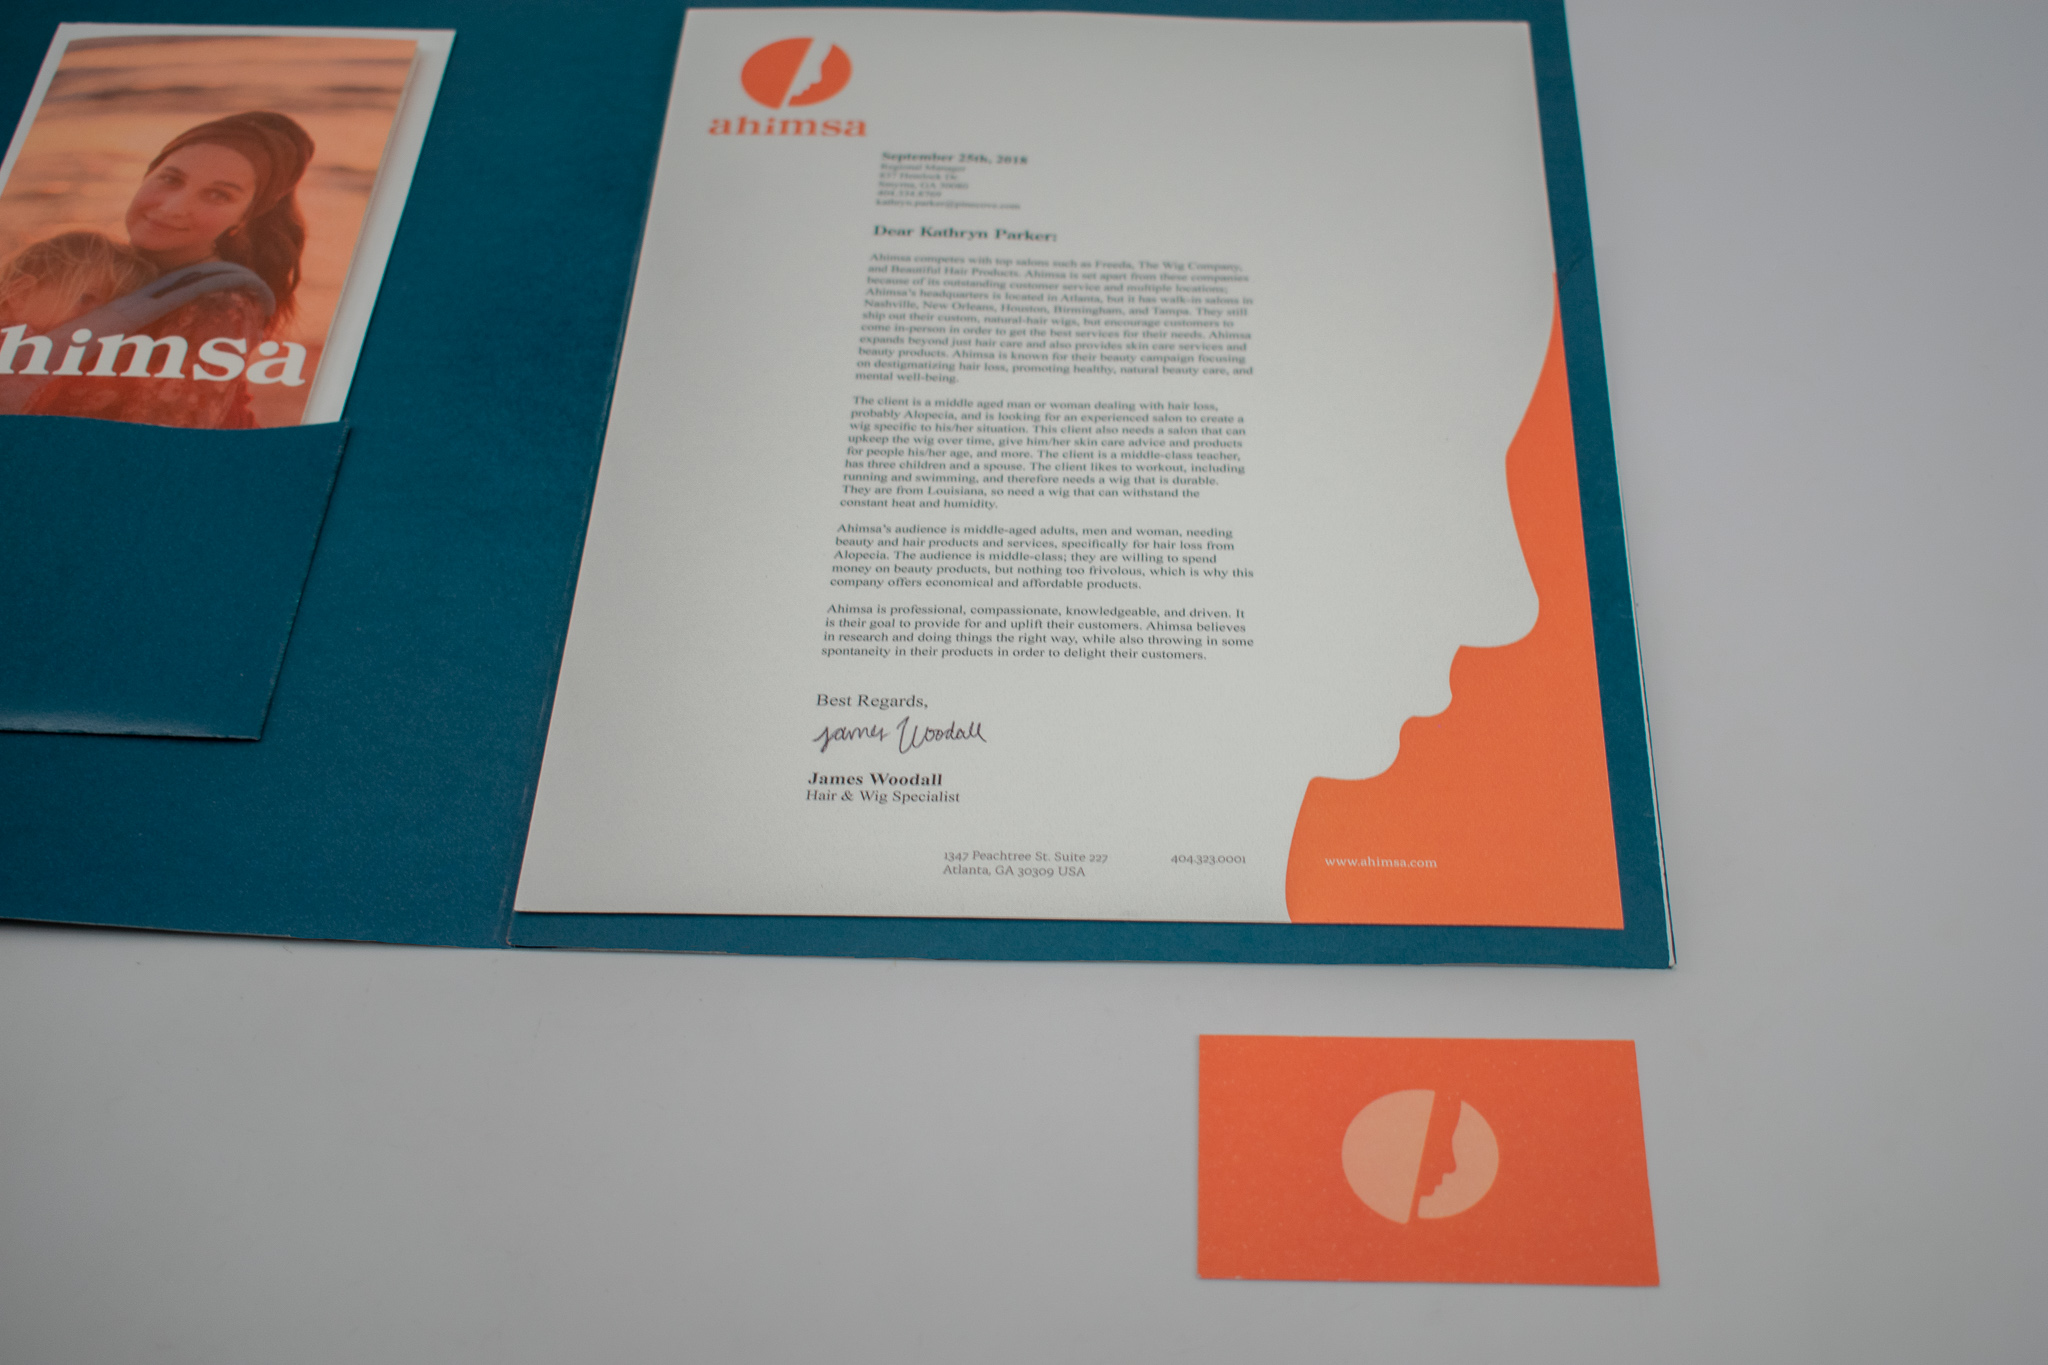 himsa
ahimsa
September 25th, 2018
Regional Manager
Smyrna, GA 30080
Dear Kathryn Parker:
Ahimsa competes with top salons such as Freeda, The Wig Company,
and Beautiful Hair Products. Ahimsa is set apart from these companies
because of its outstanding customer service and multiple locations;
Ahimsa's headquarters is located in Atlanta, but it has walk-in salons in
Nashville, New Orleans, Houston, Birmingham, and Tampa. They still
ship out their custom, natural-hair wigs, but encourage customers to
come in-person in order to get the best services for their needs. Ahimsa
expands beyond just hair care and also provides skin care services and
beauty products. Ahimsa is known for their beauty campaign focusing
on destigmatizing hair loss, promoting healthy, natural beauty care, and
mental well-being.
The client is a middle aged man or woman dealing with hair loss,
probably Alopecia, and is looking for an experienced salon to create a
wig specific to his/her situation. This client also needs a salon that can
upkeep the wig over time, give him/her skin care advice and products
for people his/her age, and more. The client is a middle-class teacher,
has three children and a spouse. The client likes to workout, including
running and swimming, and therefore needs a wig that is durable.
They are from Louisiana, so need a wig that can withstand the
constant heat and humidity.
Ahimsa's audience is middle-aged adults, men and woman, needing
beauty and hair products and services, specifically for hair loss from
Alopecia. The audience is middle-class; they are willing to spend
money on beauty products, but nothing too frivolous, which is why this
company offers economical and affordable products.
Ahimsa is professional, compassionate, knowledgeable, and driven. It
is their goal to provide for and uplift their customers. Ahimsa believes
in research and doing things the right way, while also throwing in some
spontaneity in their products in order to delight their customers.
Best Regards,
James Woodall
James Woodall
Hair & Wig Specialist
1347 Peachtree St. Suite 227
Atlanta, GA 30309 USA
404.323.0001
www.ahimsa.com